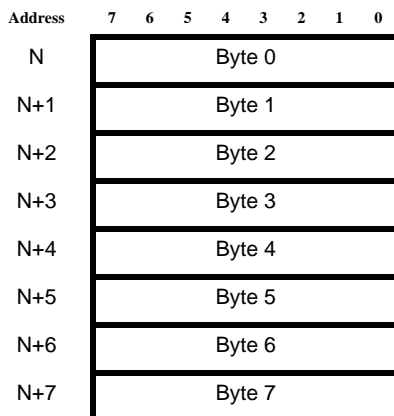 Address 7 6 5 4 3 2 1 0
N Byte 0
N+1 Byte 1
N+2 Byte 2
N+3 Byte 3
N+4 Byte 4
N+5 Byte 5
N+6 Byte 6
N+7 Byte 7